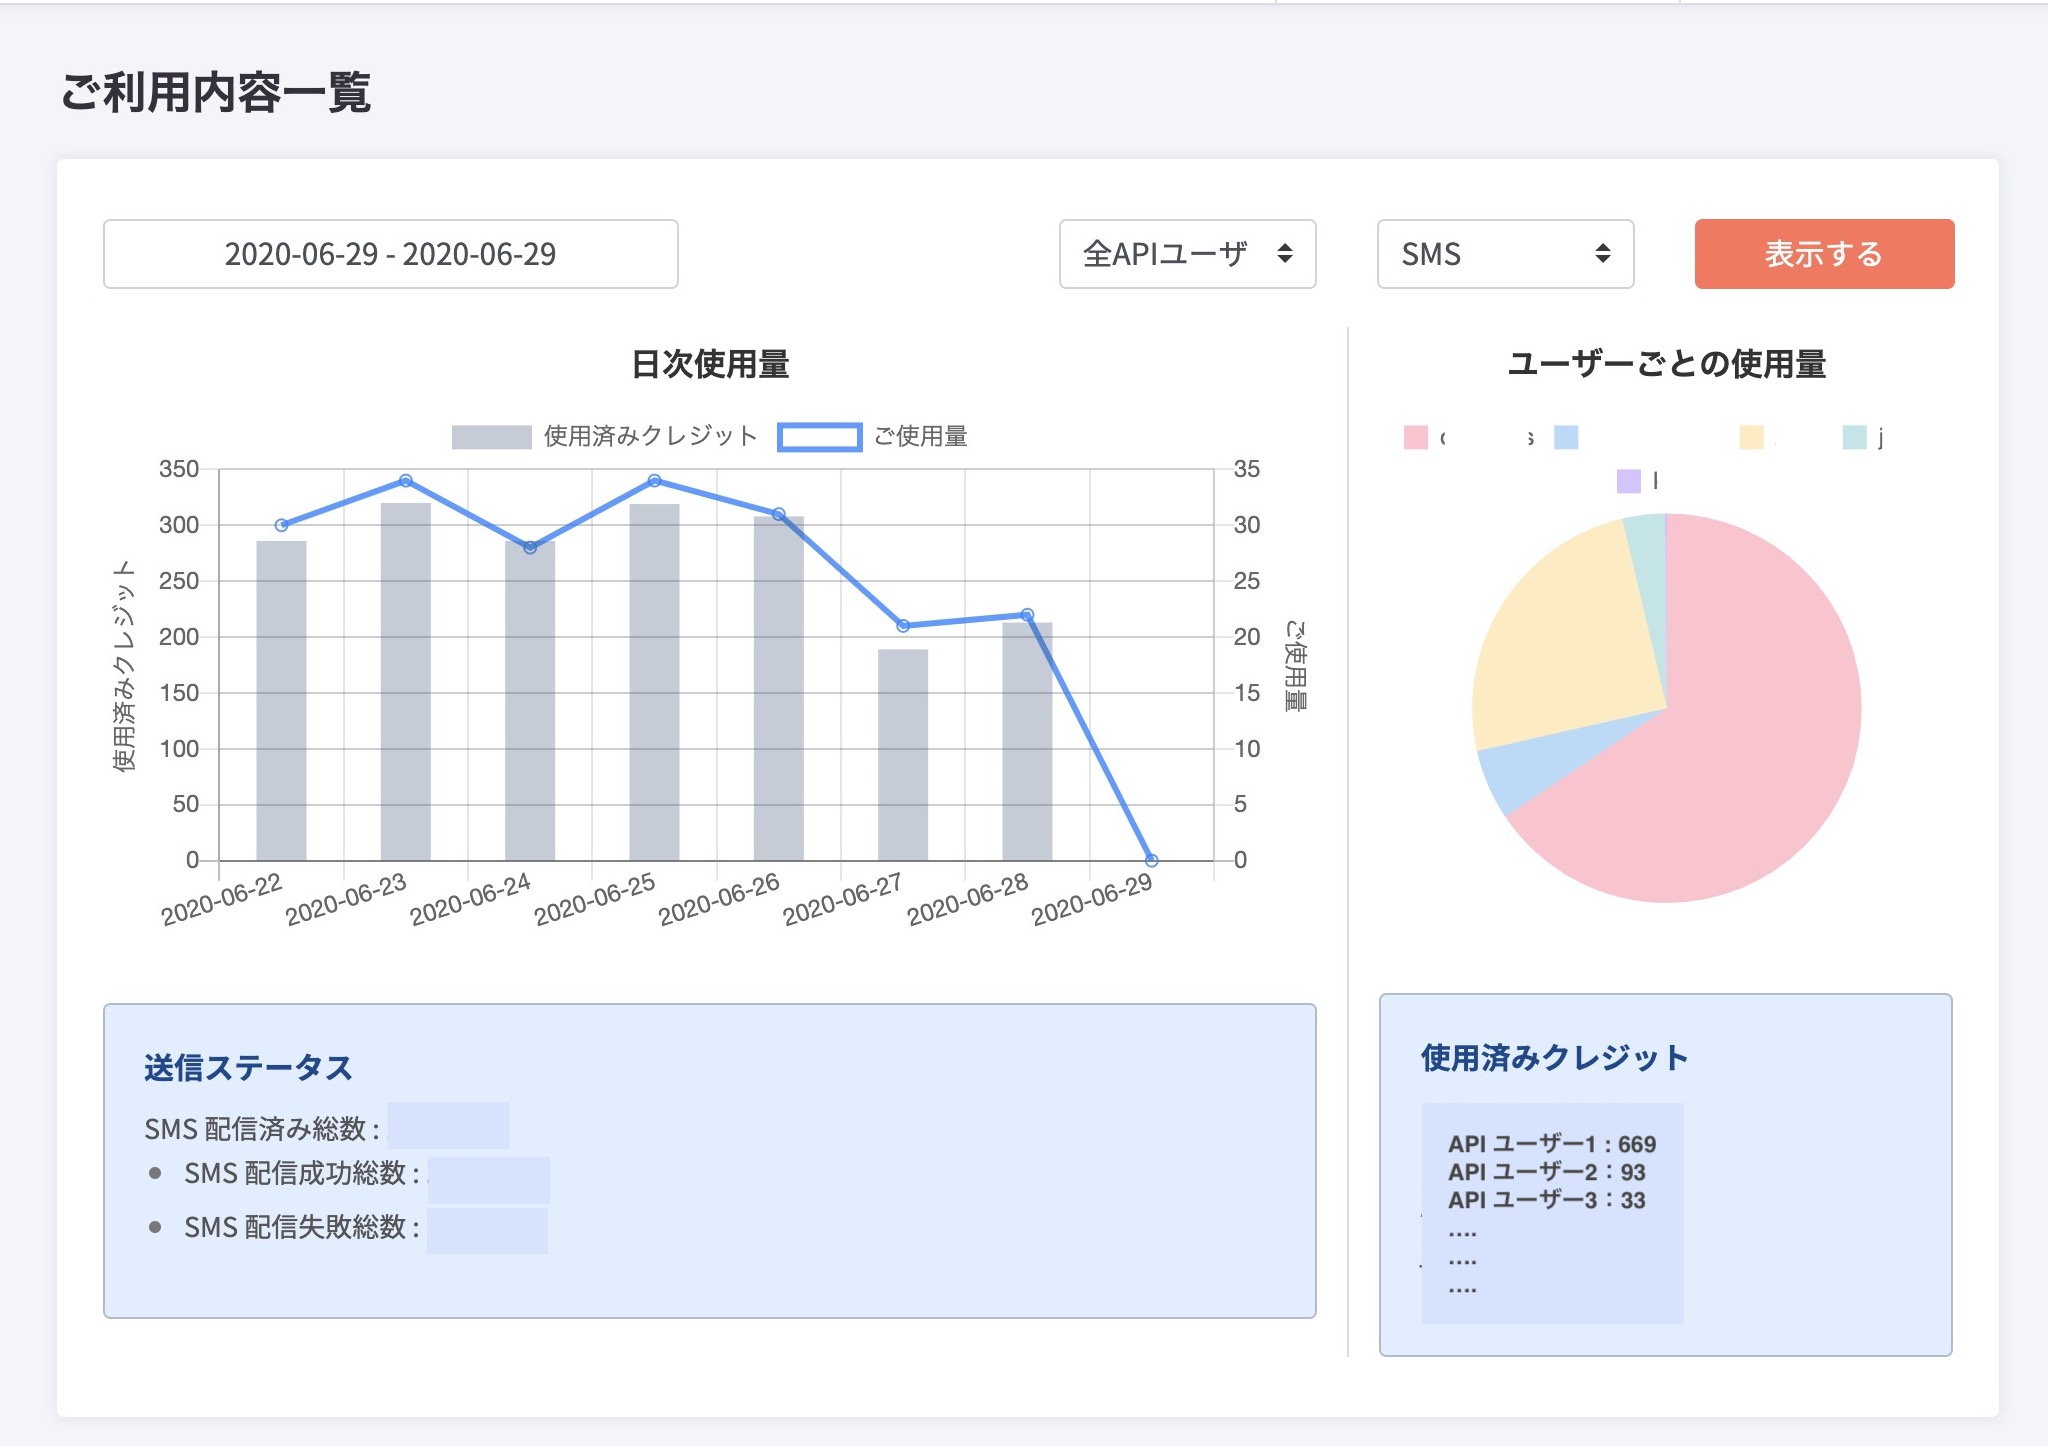 ご利用内容一覧
2020-06-29 - 2020-06-29
全APIユーザ
SMS
表示する
日次使用量
使用済みクレジット
ご使用量
350
300
250
200
150
100
50
0
使用済みクレジット
35
30
25
20
15
10
5
0
ご使用量
2020-06-22
2020-06-23
2020-06-24
2020-06-25
2020-06-26
2020-06-27
2020-06-28
2020-06-29
ユーザーごとの使用量
s
j
送信ステータス
SMS 配信済み総数 :
SMS 配信成功総数 :
SMS 配信失敗総数 :
使用済みクレジット
API ユーザー1 : 669
API ユーザー2：93
API ユーザー3：33
....
....
....